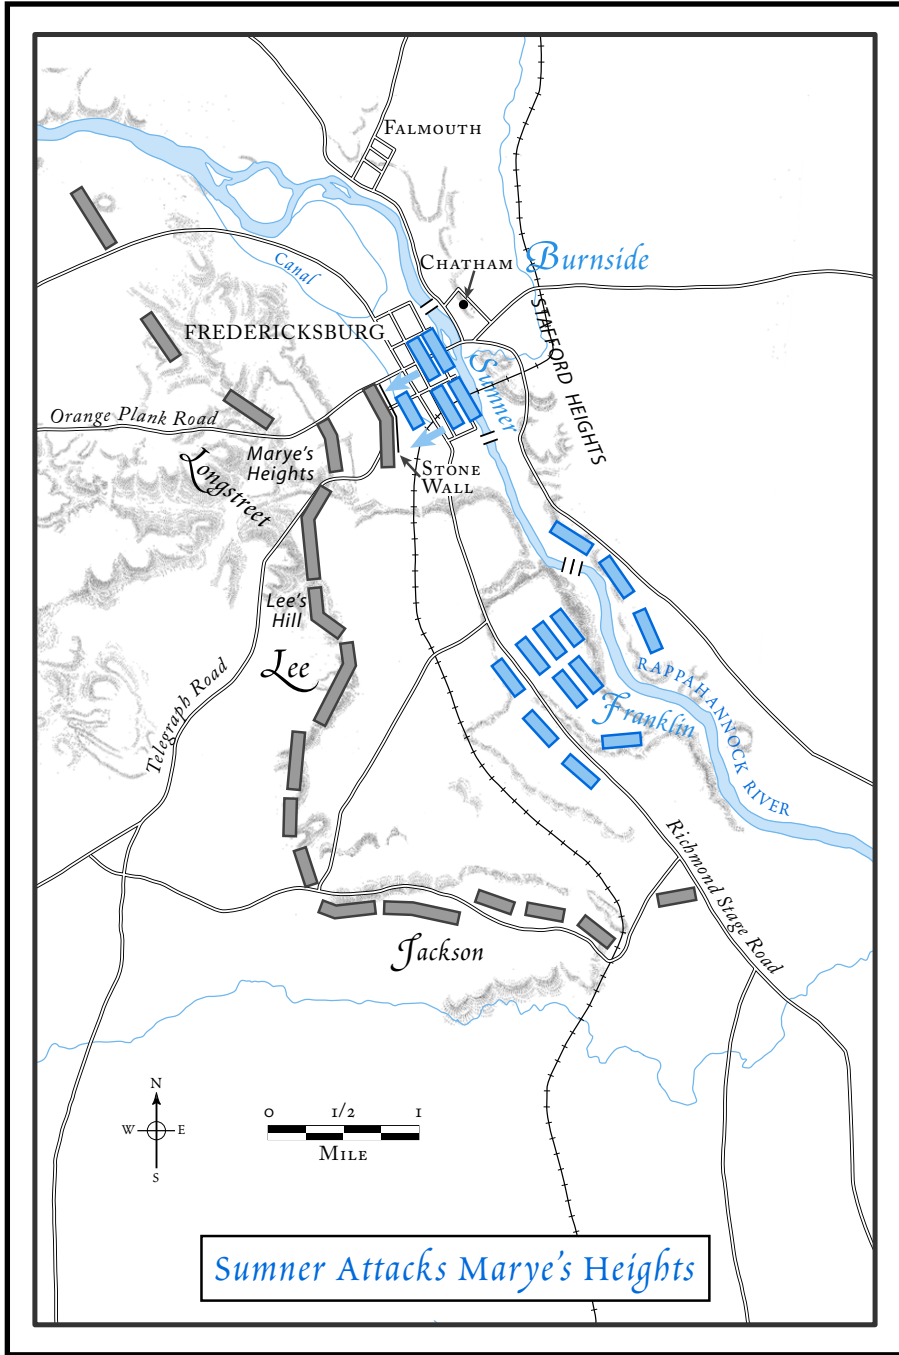 Falmouth
Canal
Chatham
Burnside
FREDERICKSBURG
STAFFORD HEIGHTS
Sumner
Orange Plank Road
Marye's
Heights
Longstreet
Stone
Wall
Lee's
Hill
Lee
Telegraph Road
RAPPAHANNOCK RIVER
Franklin
Richmond Stage Road
Jackson
N
W E
S
0 1/2 1
Mile
Sumner Attacks Marye's Heights